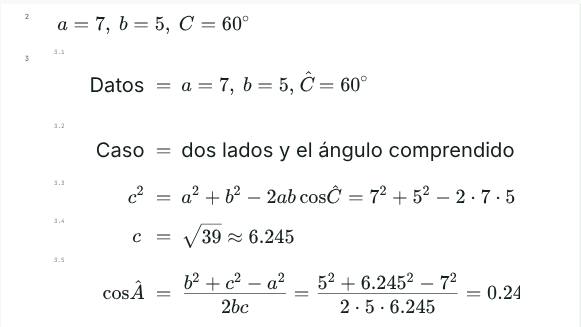 2
a = 7, b = 5, C = 60°
3
3.1
Datos = a = 7, b = 5, Ĉ = 60°
3.2
Caso = dos lados y el ángulo comprendido
3.3
c² = a² + b² − 2ab cosĈ = 7² + 5² − 2 · 7 · 5
3.4
c = √39 ≈ 6.245
3.5
cosÂ = (b² + c² − a²)/(2bc) = (5² + 6.245² − 7²)/(2 · 5 · 6.245) = 0.24